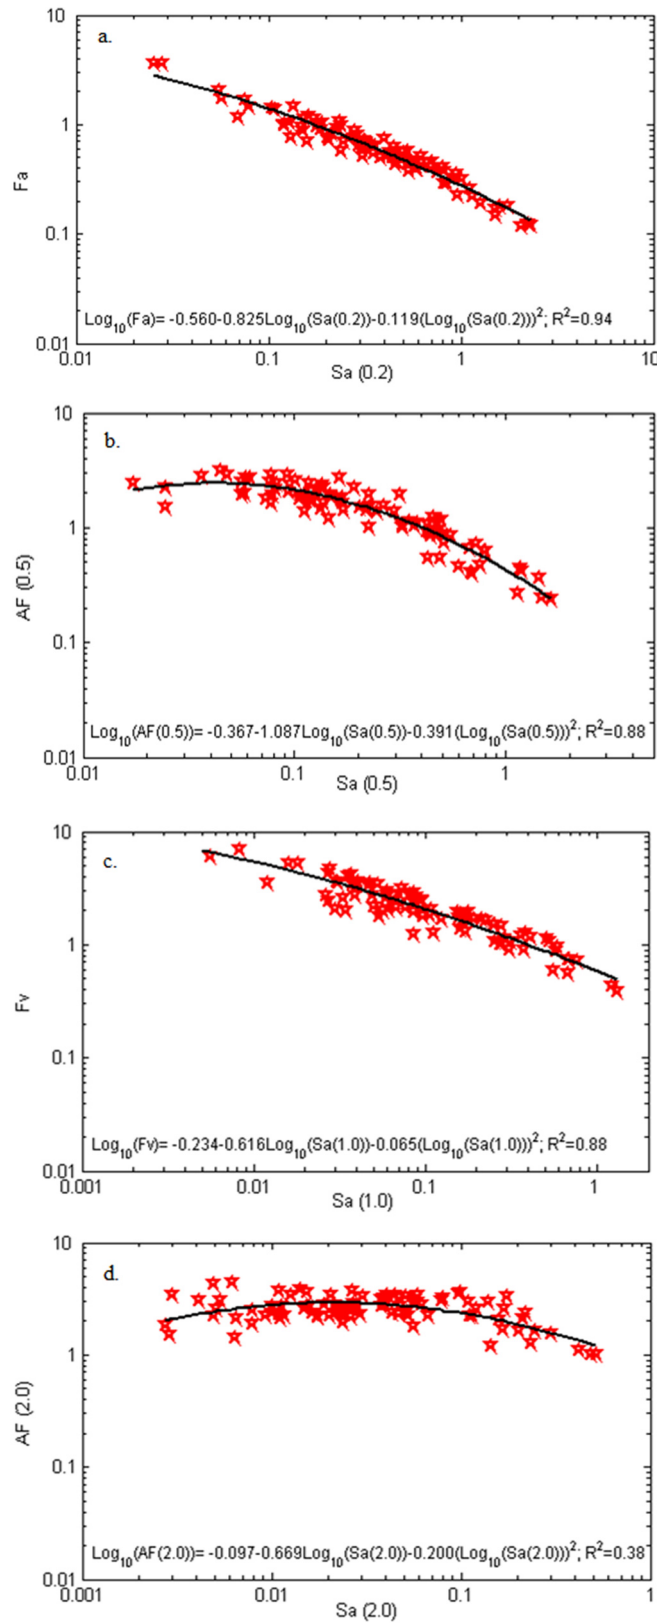 a.
10
1
0.1
0.01
Fa
Log10(Fa)= -0.560-0.825Log10(Sa(0.2))-0.119(Log10(Sa(0.2)))2; R2=0.94
0.01 0.1 1 10
Sa (0.2)
b.
10
1
0.1
0.01
AF (0.5)
Log10(AF(0.5))= -0.367-1.087Log10(Sa(0.5))-0.391(Log10(Sa(0.5)))2; R2=0.88
0.01 0.1 1
Sa (0.5)
c.
10
1
0.1
0.01
Fv
Log10(Fv)= -0.234-0.616Log10(Sa(1.0))-0.065(Log10(Sa(1.0)))2; R2=0.88
0.001 0.01 0.1 1
Sa (1.0)
d.
10
1
0.1
0.01
AF (2.0)
Log10(AF(2.0))= -0.097-0.669Log10(Sa(2.0))-0.200(Log10(Sa(2.0)))2; R2=0.38
0.001 0.01 0.1 1
Sa (2.0)